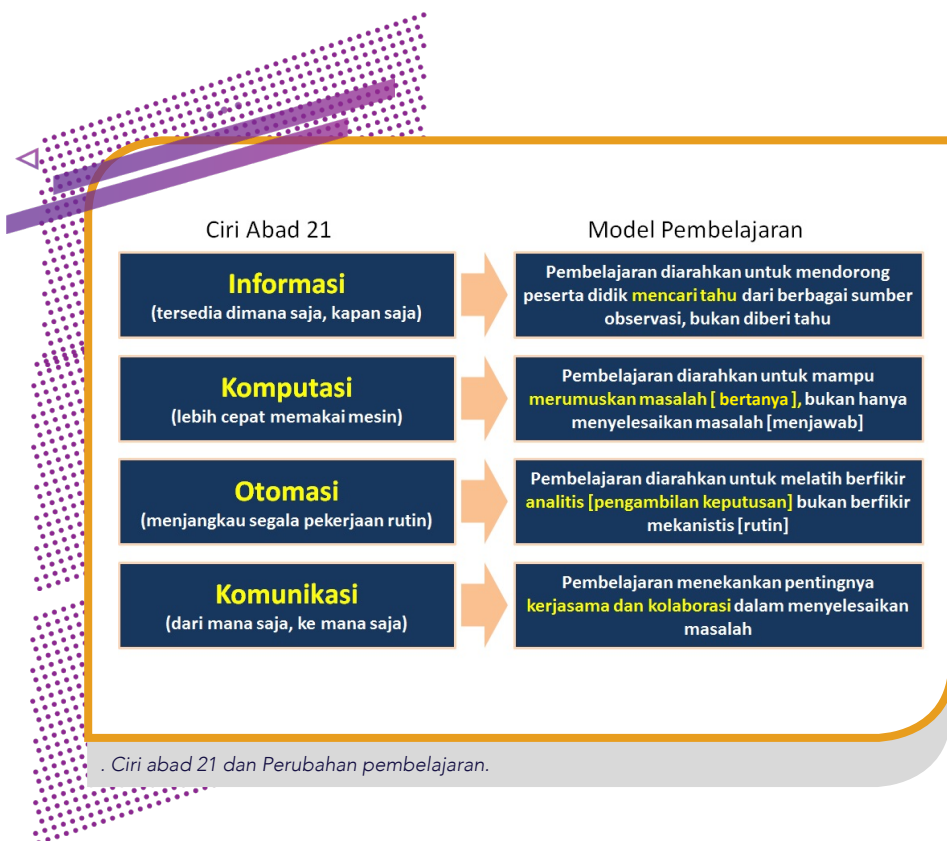 Ciri Abad 21
Model Pembelajaran
Informasi
(tersedia dimana saja, kapan saja)
Pembelajaran diarahkan untuk mendorong
peserta didik mencari tahu dari berbagai sumber
observasi, bukan diberi tahu
Komputasi
(lebih cepat memakai mesin)
Pembelajaran diarahkan untuk mampu
merumuskan masalah [ bertanya ], bukan hanya
menyelesaikan masalah [menjawab]
Otomasi
(menjangkau segala pekerjaan rutin)
Pembelajaran diarahkan untuk melatih berfikir
analitis [pengambilan keputusan] bukan berfikir
mekanistis [rutin]
Komunikasi
(dari mana saja, ke mana saja)
Pembelajaran menekankan pentingnya
kerjasama dan kolaborasi dalam menyelesaikan
masalah
. Ciri abad 21 dan Perubahan pembelajaran.